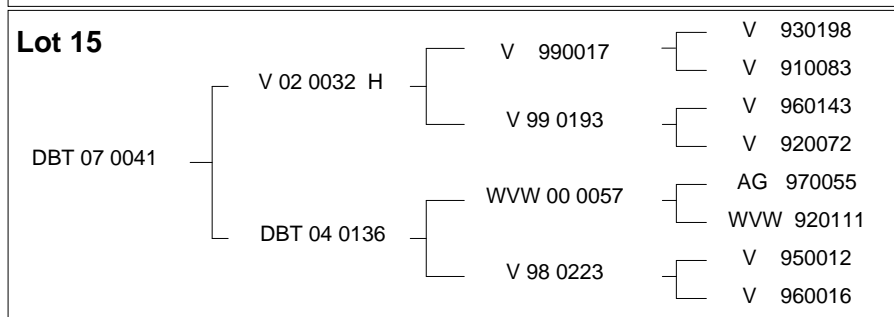 Lot 15
V 930198
V 990017
V 910083
V 02 0032 H
V 960143
V 99 0193
V 920072
DBT 07 0041
AG 970055
WVW 00 0057
WVW 920111
DBT 04 0136
V 950012
V 98 0223
V 960016